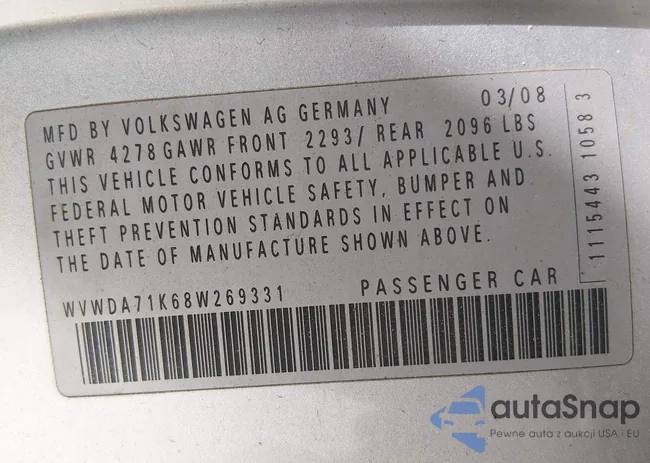 MFD BY VOLKSWAGEN AG GERMANY 03/08
GVWR 4278 GAWR FRONT 2293/ REAR 2096 LBS
THIS VEHICLE CONFORMS TO ALL APPLICABLE U.S.
FEDERAL MOTOR VEHICLE SAFETY, BUMPER AND
THEFT PREVENTION STANDARDS IN EFFECT ON
THE DATE OF MANUFACTURE SHOWN ABOVE.
1115443 1058 3
WVWDA71K68W269331 PASSENGER CAR
autaSnap
Pewne auta z aukcji USA i EU